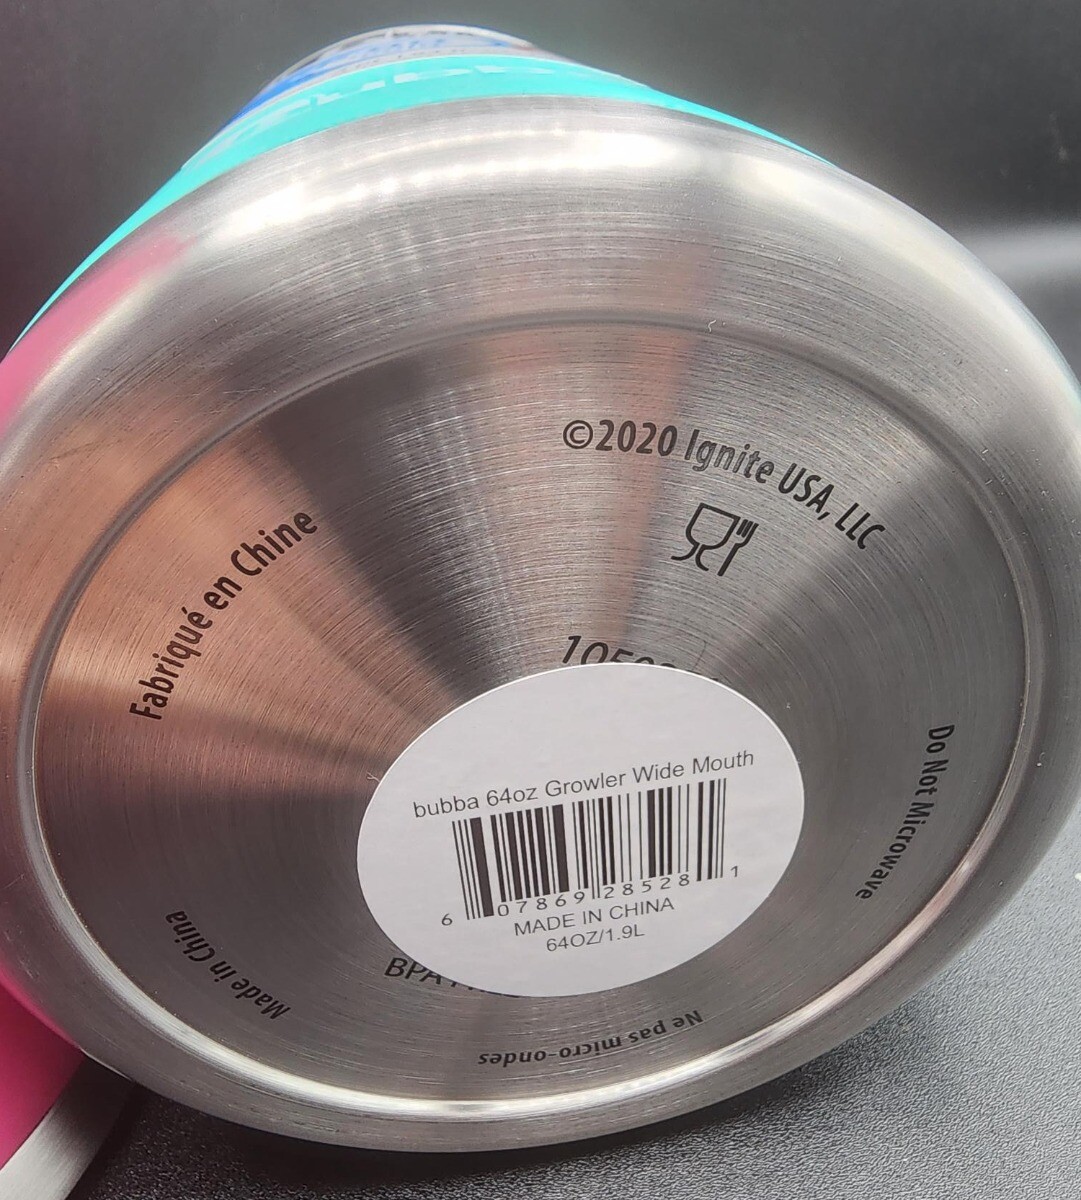 ©2020 Ignite USA, LLC
Fabriqué en Chine
Do Not Microwave
bubba 64oz Growler Wide Mouth
6 07869 28528 1
MADE IN CHINA
64OZ/1.9L
Made in China
BPA
Ne pas micro-ondes